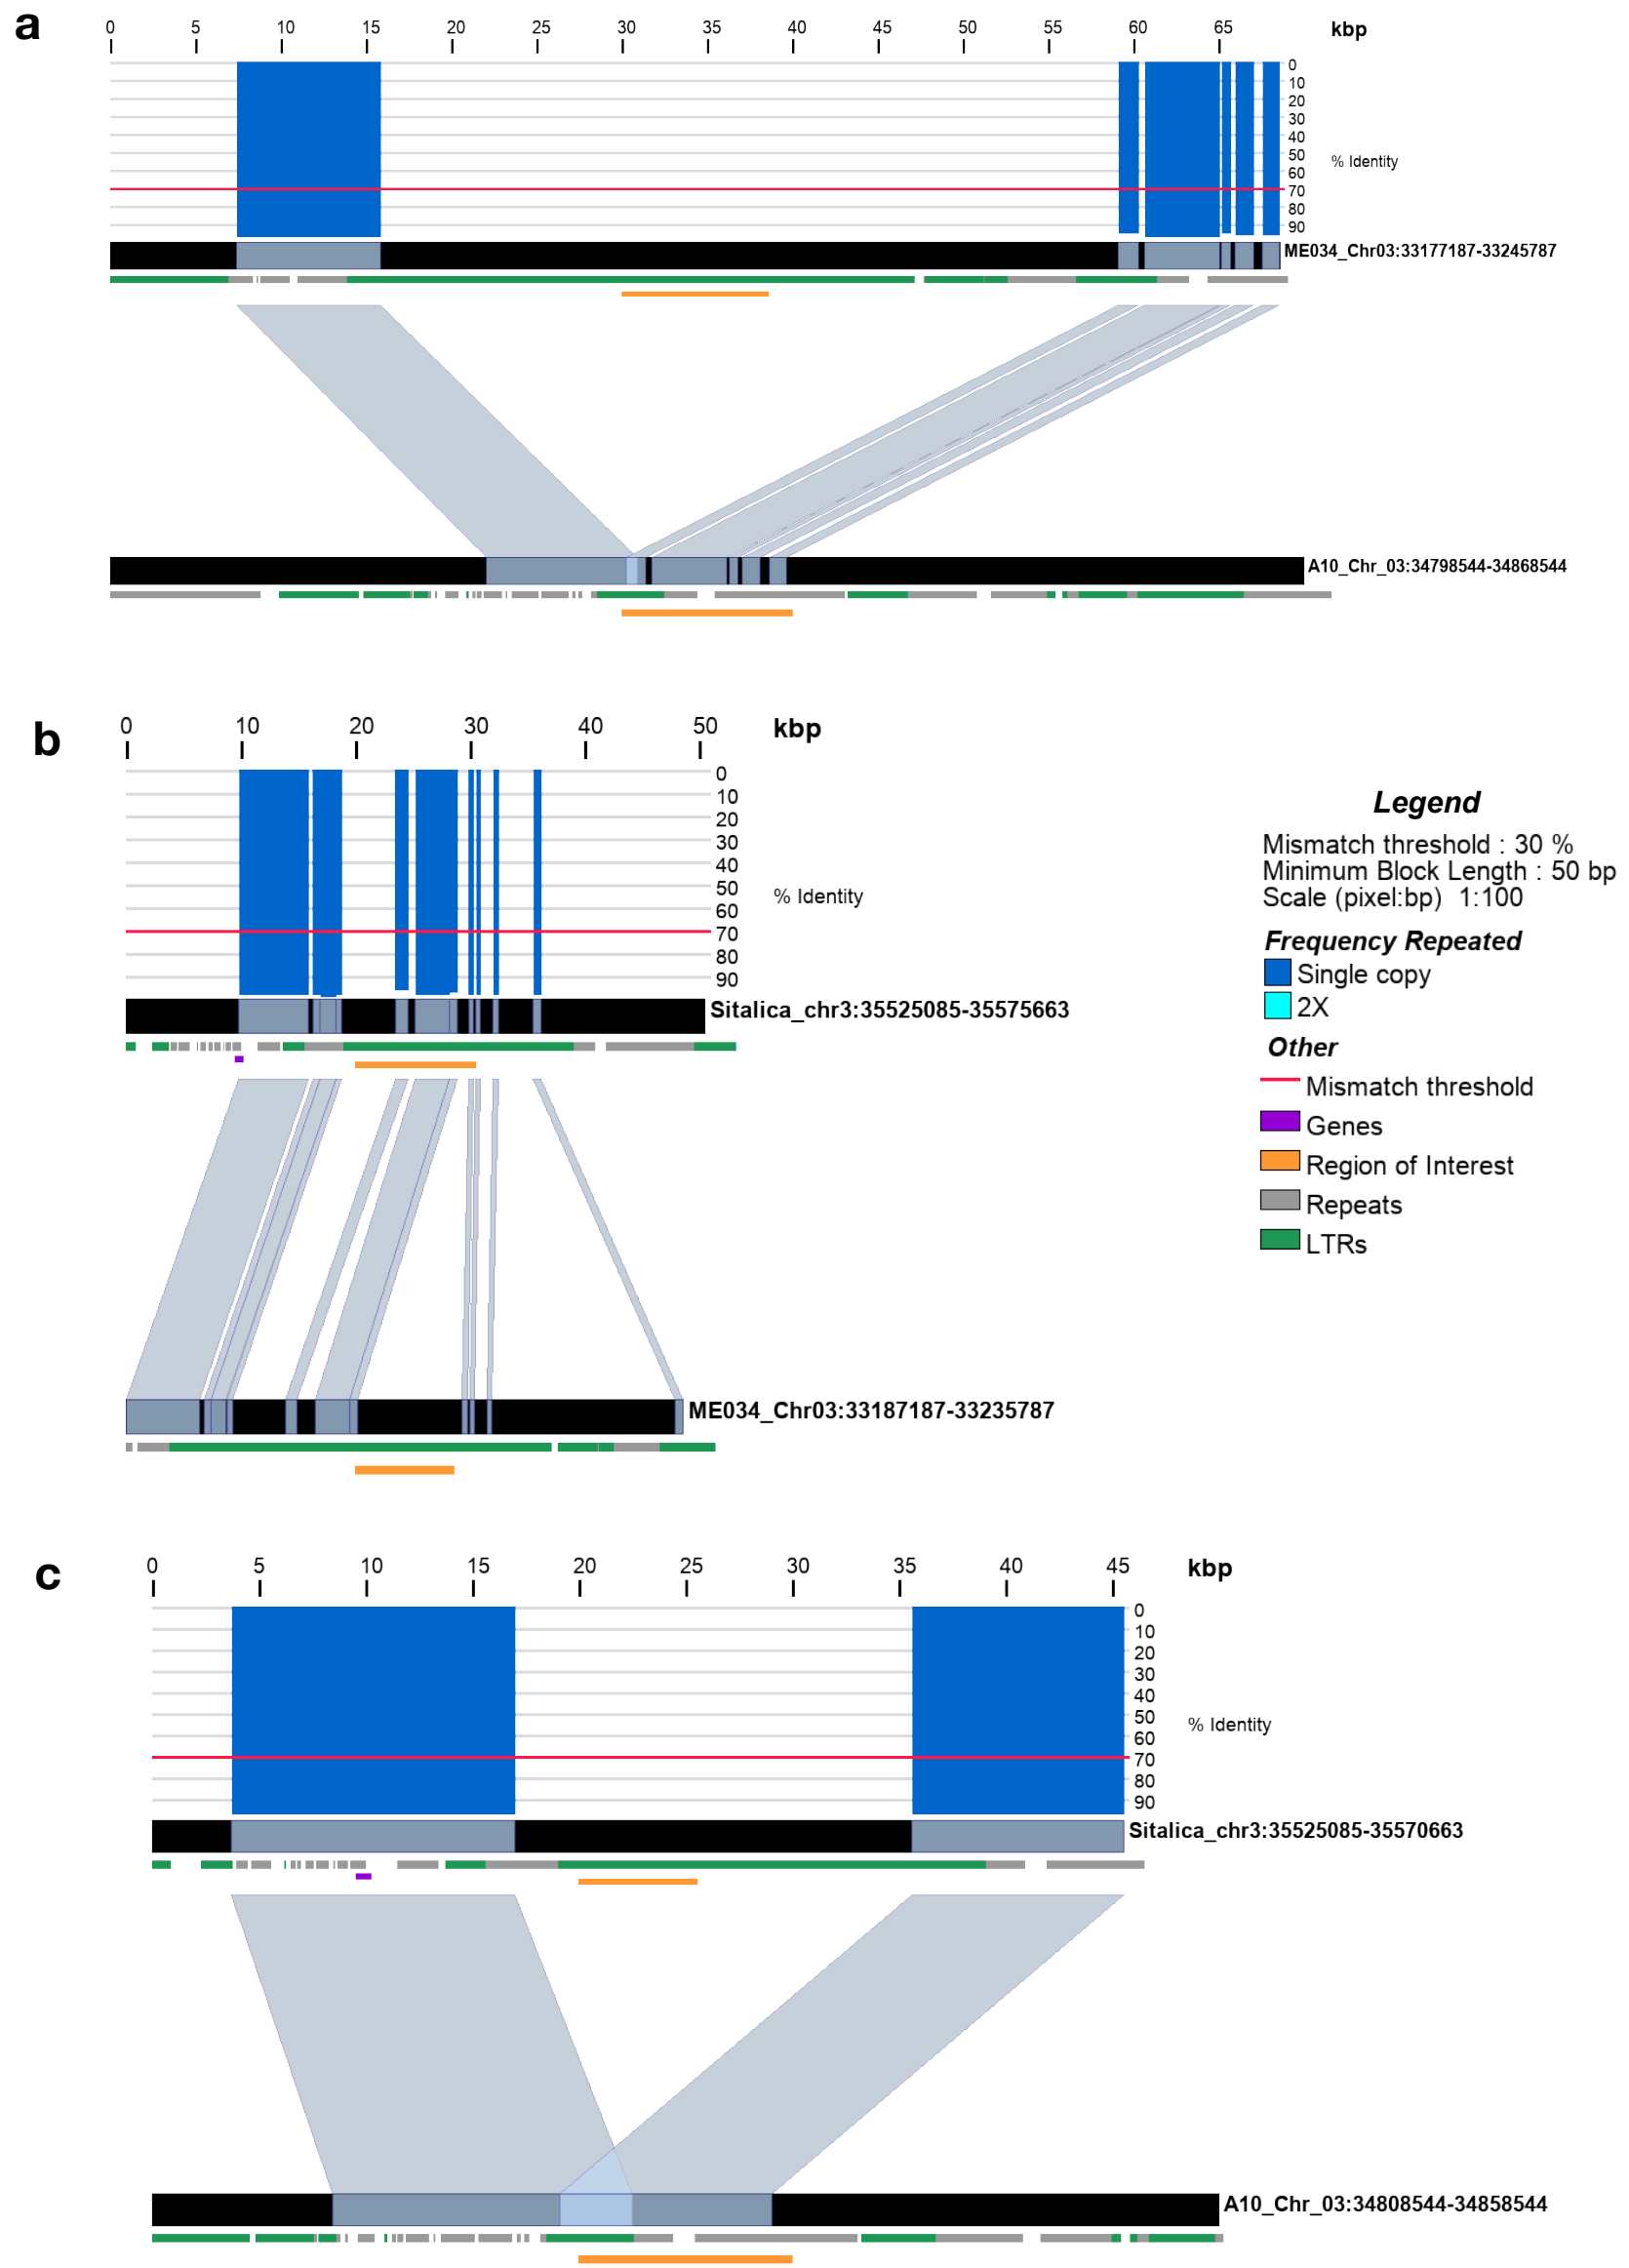 a
0 5 10 15 20 25 30 35 40 45 50 55 60 65 kbp
0
10
20
30
40
50
60
70
80
90
% Identity
ME034_Chr03:33177187-33245787
A10_Chr_03:34798544-34868544
b
0 10 20 30 40 50 kbp
0
10
20
30
40
50
60
70
80
90
% Identity
Sitalica_chr3:35525085-35575663
ME034_Chr03:33187187-33235787
Legend
Mismatch threshold : 30 %
Minimum Block Length : 50 bp
Scale (pixel:bp) 1:100
Frequency Repeated
Single copy
2X
Other
Mismatch threshold
Genes
Region of Interest
Repeats
LTRs
c
0 5 10 15 20 25 30 35 40 45 kbp
0
10
20
30
40
50
60
70
80
90
% Identity
Sitalica_chr3:35525085-35570663
A10_Chr_03:34808544-34858544